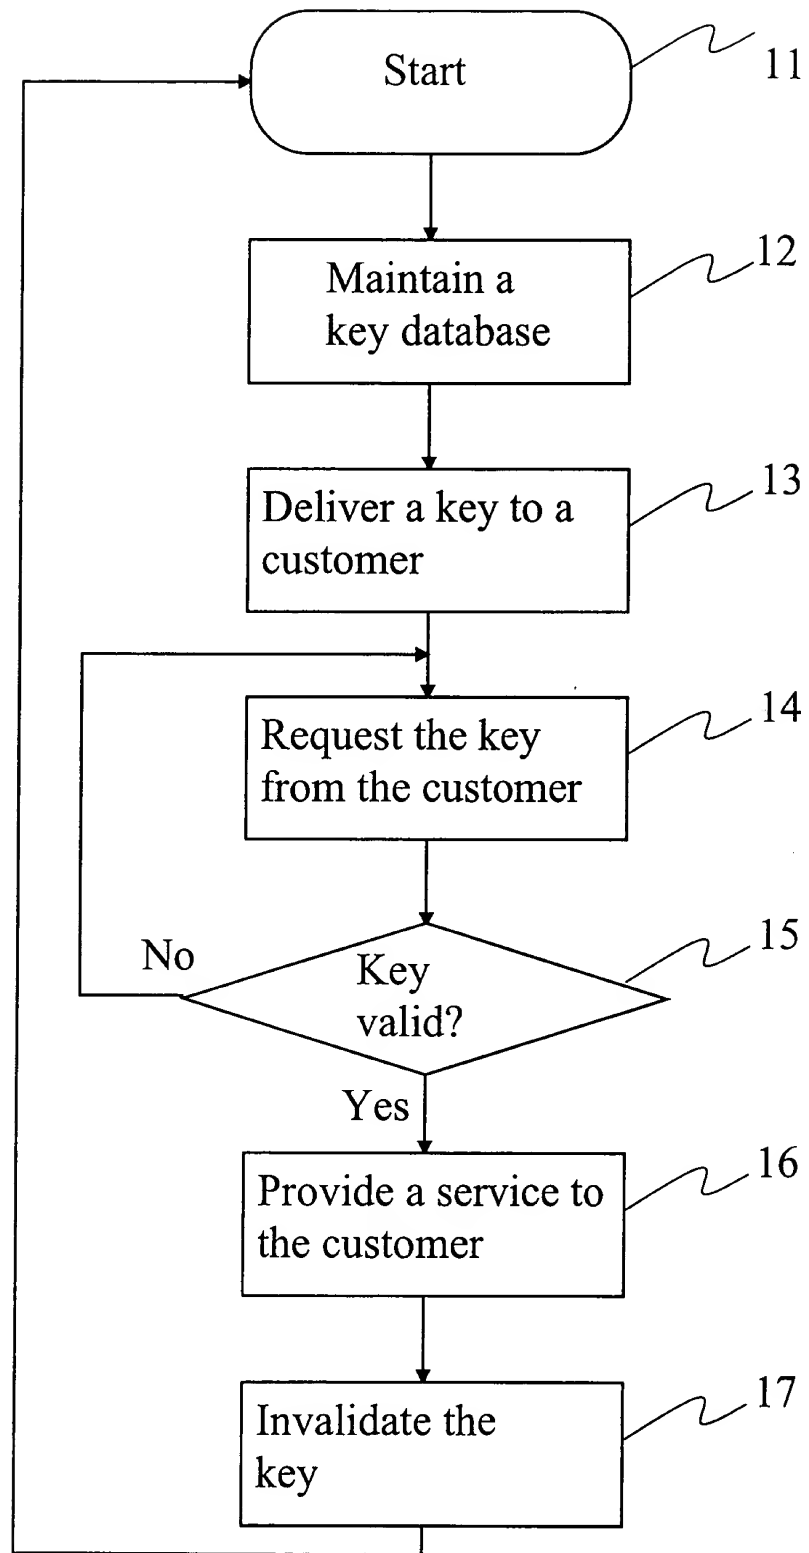 Start
11
Maintain a
key database
12
Deliver a key to a
customer
13
Request the key
from the customer
14
No
Key
valid?
15
Yes
Provide a service to
the customer
16
Invalidate the
key
17